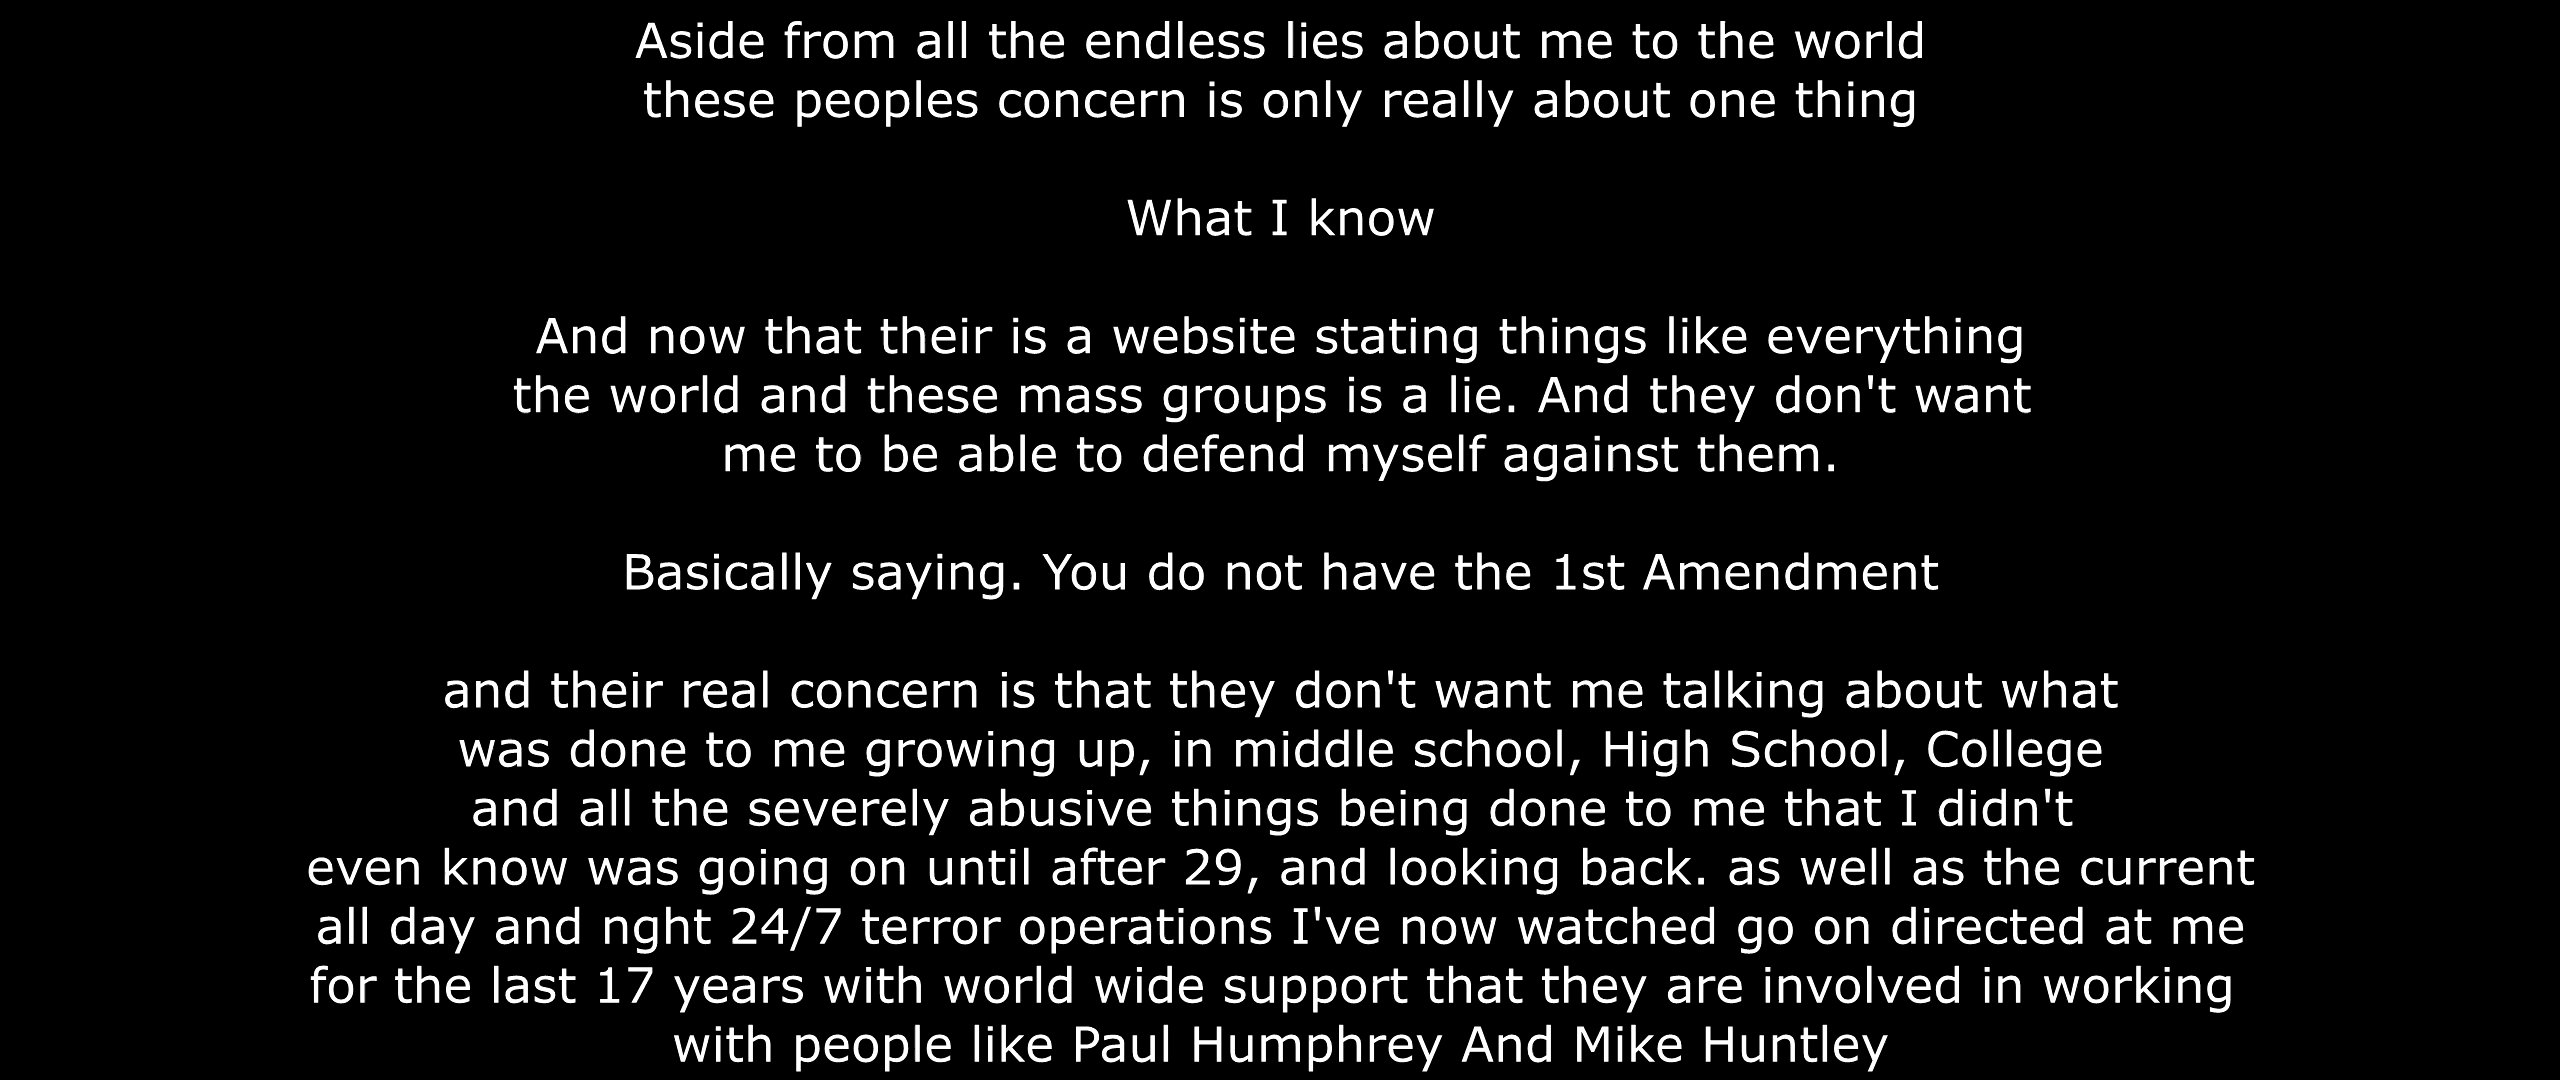 Aside from all the endless lies about me to the world
these peoples concern is only really about one thing
What I know
And now that their is a website stating things like everything
the world and these mass groups is a lie. And they don't want
me to be able to defend myself against them.
Basically saying. You do not have the 1st Amendment
and their real concern is that they don't want me talking about what
was done to me growing up, in middle school, High School, College
and all the severely abusive things being done to me that I didn't
even know was going on until after 29, and looking back. as well as the current
all day and nght 24/7 terror operations I've now watched go on directed at me
for the last 17 years with world wide support that they are involved in working
with people like Paul Humphrey And Mike Huntley